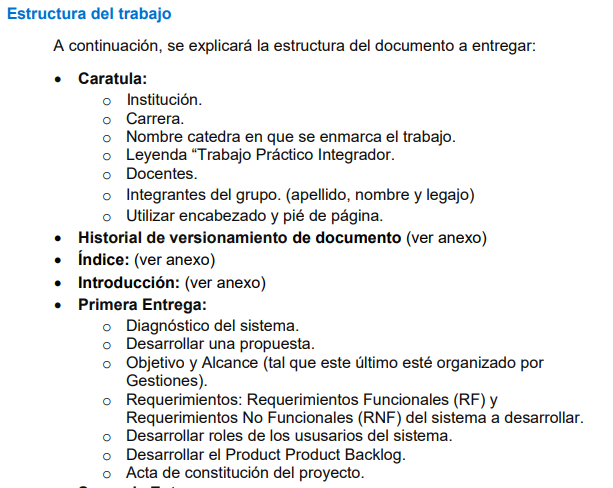 Estructura del trabajo
A continuación, se explicará la estructura del documento a entregar:
• Caratula:
o Institución.
o Carrera.
o Nombre catedra en que se enmarca el trabajo.
o Leyenda “Trabajo Práctico Integrador.
o Docentes.
o Integrantes del grupo. (apellido, nombre y legajo)
o Utilizar encabezado y pié de página.
• Historial de versionamiento de documento (ver anexo)
• Índice: (ver anexo)
• Introducción: (ver anexo)
• Primera Entrega:
o Diagnóstico del sistema.
o Desarrollar una propuesta.
o Objetivo y Alcance (tal que este último esté organizado por
Gestiones).
o Requerimientos: Requerimientos Funcionales (RF) y
Requerimientos No Funcionales (RNF) del sistema a desarrollar.
o Desarrollar roles de los ususarios del sistema.
o Desarrollar el Product Product Backlog.
o Acta de constitución del proyecto.